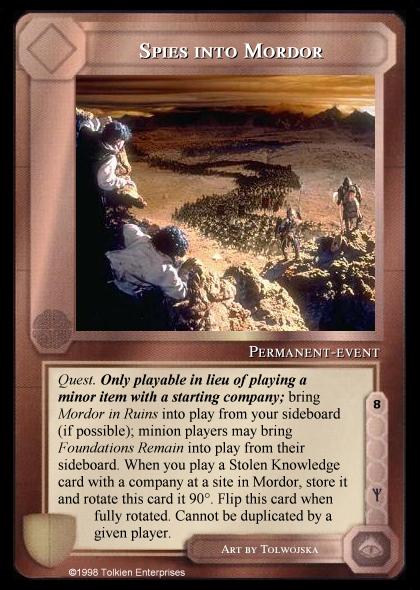 Spies into Mordor
Permanent-event
Quest. Only playable in lieu of playing a
minor item with a starting company; bring
Mordor in Ruins into play from your sideboard
(if possible); minion players may bring
Foundations Remain into play from their
sideboard. When you play a Stolen Knowledge
card with a company at a site in Mordor, store it
and rotate this card it 90°. Flip this card when
fully rotated. Cannot be duplicated by a
given player.
8
Art by Tolwojska
©1998 Tolkien Enterprises